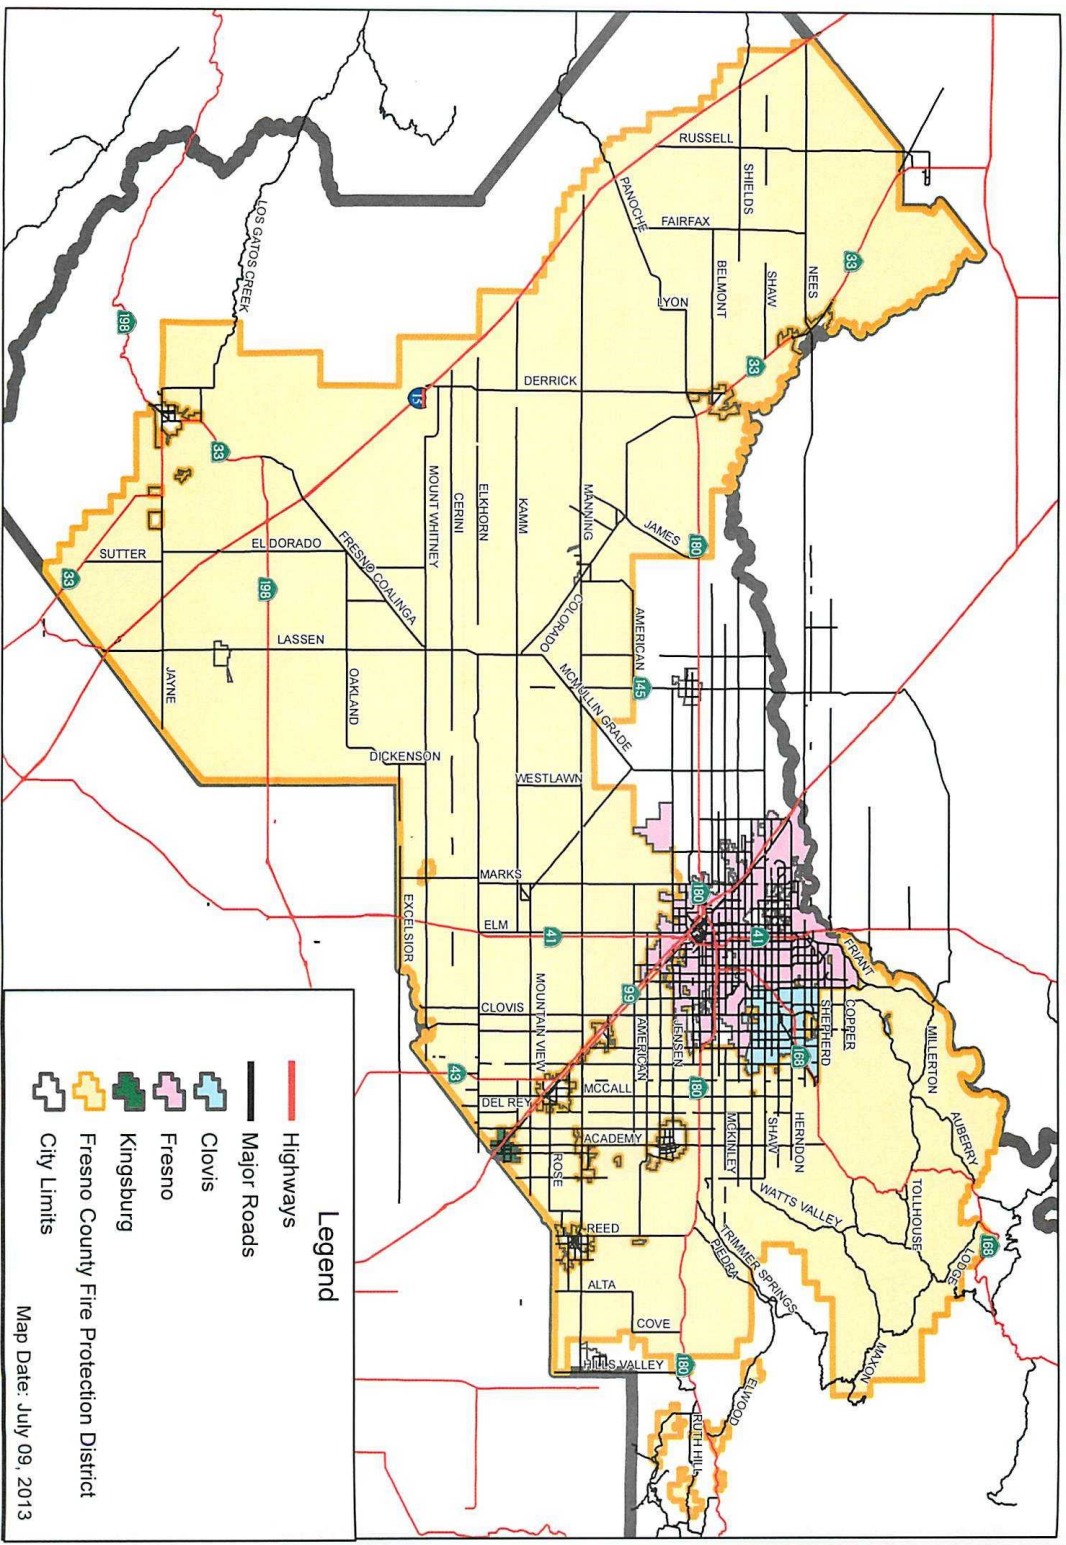 RUSSELL
SHIELDS
PANOCHE
FAIRFAX
33
NEES
SHAW
BELMONT
LYON
LOS GATOS CREEK
198
33
DERRICK
15
33
MOUNT WHITNEY
CERINI
ELKHORN
KAMM
MANNING
JAMES
180
SUTTER
EL DORADO
FRESNO COALINGA
33
198
COLORADO
AMERICAN
LASSEN
JAYNE
OAKLAND
145
MCMULLIN GRADE
DICKENSON
WESTLAWN
MARKS
180
EXCELSIOR
ELM
41
41
FRIANT
CLOVIS
MOUNTAIN VIEW
99
AMERICAN
JENSEN
SHEPHERD
COPPER
MILLERTON
168
43
DEL REY
MCCALL
180
MCKINLEY
SHAW
HERNDON
AUBERRY
ACADEMY
ROSE
WATTS VALLEY
TOLLHOUSE
REED
PIEDRA
TRIMMER SPRINGS
LODGE
168
ALTA
COVE
HILLS VALLEY
180
MAXON
ELWOOD
RUTH HILL
Legend
Highways
Major Roads
Clovis
Fresno
Kingsburg
Fresno County Fire Protection District
City Limits
Map Date: July 09, 2013